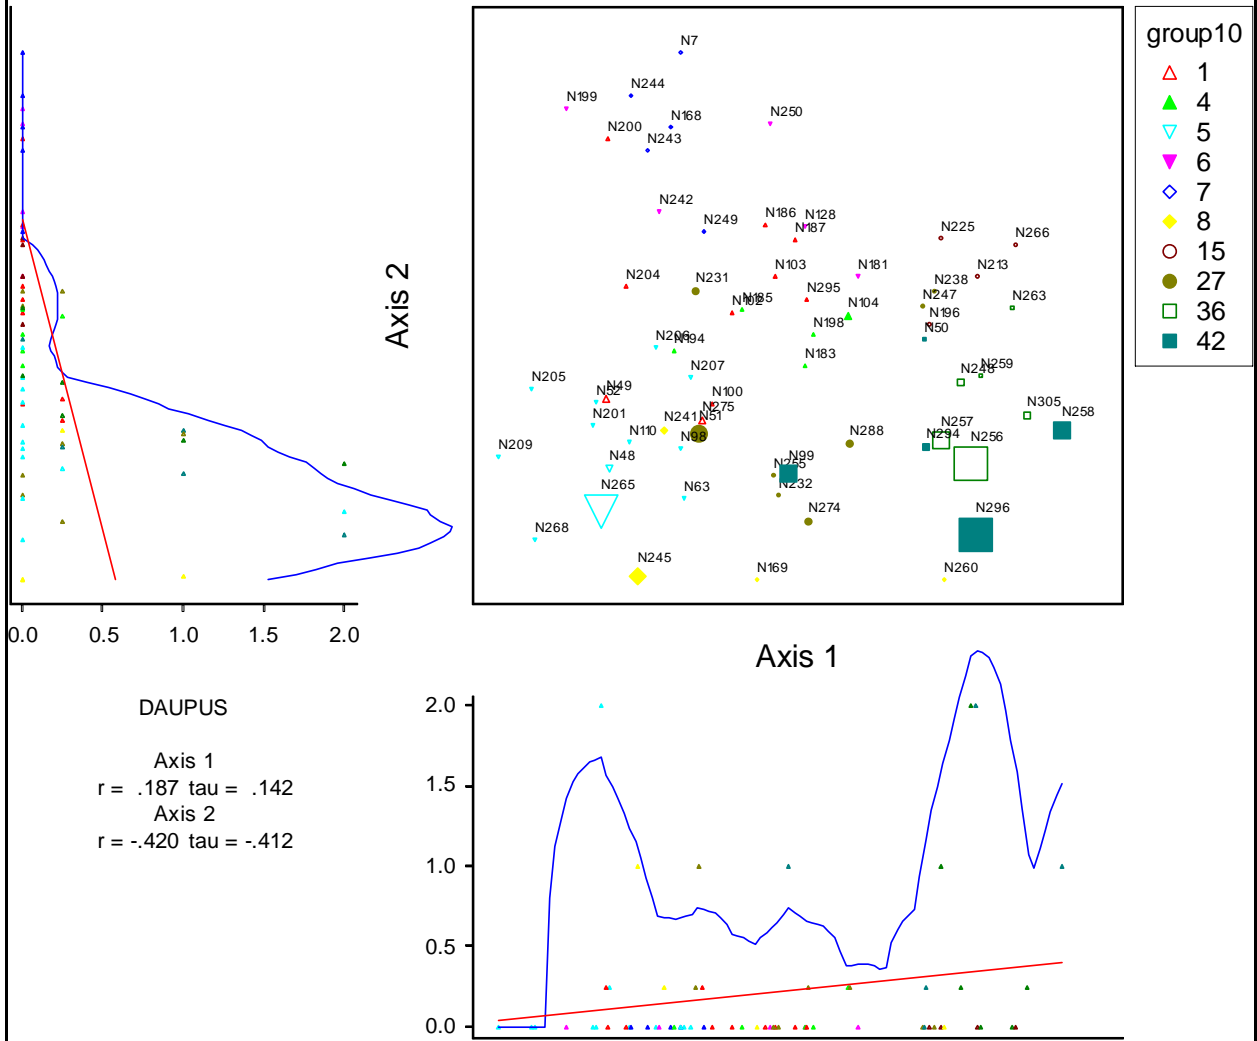 group10
1
4
5
6
7
8
15
27
36
42
N7
N244
N199
N250
N168
N200
N243
N242
N186 N128
N249
N187
N225
N266
N204
N231
N103
N181
N213
N238
N295
N247
N263
N102
N185
N104
N196
N198
N50
N206
N194
N183
N207
N259
N248
N205
N49
N52
N100
N275
N305
N258
N201
N241
N51
N257
N110
N98
N288
N294
N256
N209
N48
N99
N255
N265
N63
N232
N274
N296
N268
N245
N169
N260
Axis 2
0.0 0.5 1.0 1.5 2.0
Axis 1
DAUPUS
Axis 1
r = .187 tau = .142
Axis 2
r = -.420 tau = -.412
2.0
1.5
1.0
0.5
0.0